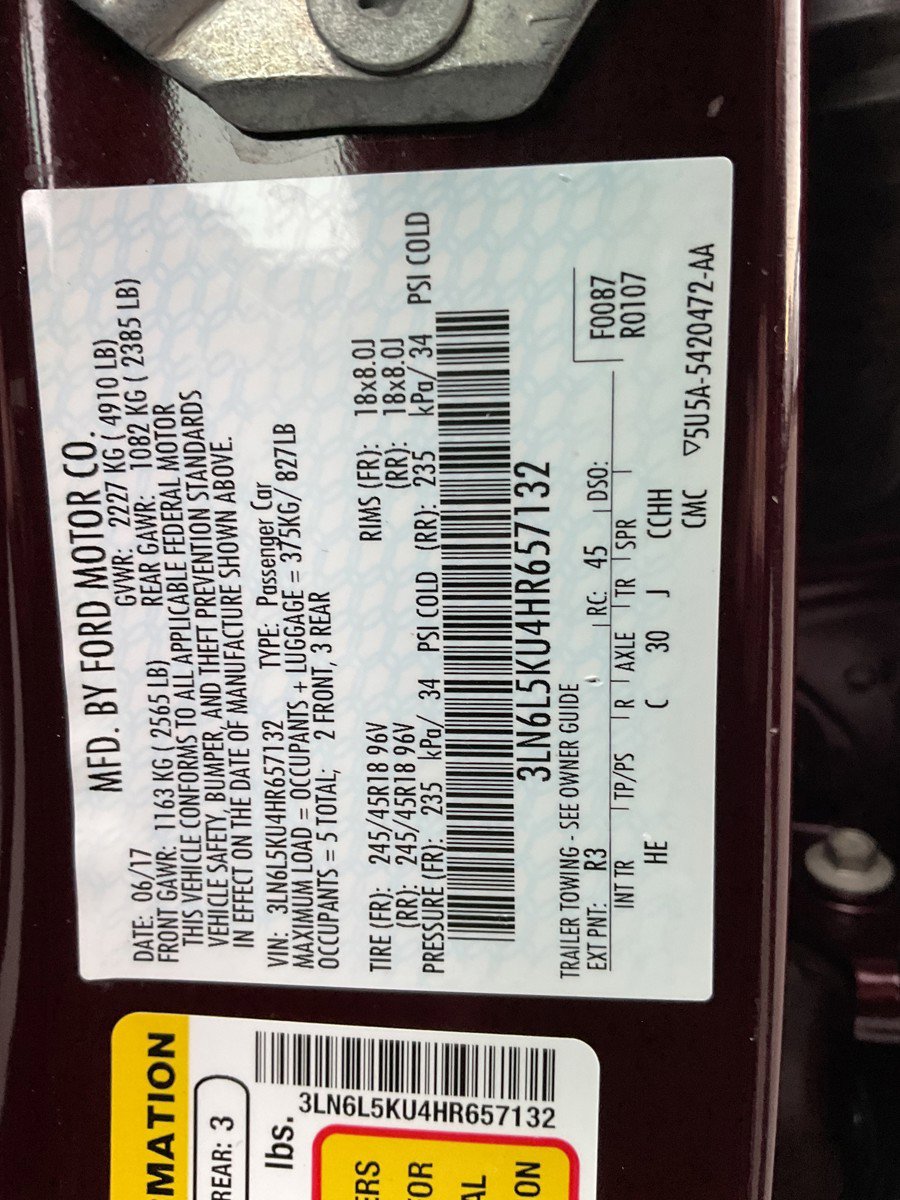 MFD. BY FORD MOTOR CO.
DATE: 06/17 GVWR: 2227 KG ( 4910 LB)
FRONT GAWR: 1163 KG ( 2565 LB) REAR GAWR: 1082 KG ( 2385 LB)
THIS VEHICLE CONFORMS TO ALL APPLICABLE FEDERAL MOTOR
VEHICLE SAFETY, BUMPER, AND THEFT PREVENTION STANDARDS
IN EFFECT ON THE DATE OF MANUFACTURE SHOWN ABOVE.
VIN: 3LN6L5KU4HR657132 TYPE: Passenger Car
MAXIMUM LOAD = OCCUPANTS + LUGGAGE = 375KG/ 827LB
OCCUPANTS = 5 TOTAL; 2 FRONT, 3 REAR
TIRE (FR): 245/45R18 96V RIMS (FR): 18x8.0J
(RR): 245/45R18 96V (RR): 18x8.0J
PRESSURE (FR): 235 kPa/ 34 PSI COLD (RR): 235 kPa/ 34 PSI COLD
3LN6L5KU4HR657132
TRAILER TOWING - SEE OWNER GUIDE
EXT PNT: R3 RC: 45 DSO: F0087
INT TR TP/PS R AXLE TR SPR R0107
HE C 30 J CCHH
CMC ▽5U5A-5420472-AA
MATION
REAR: 3
lbs.
3LN6L5KU4HR657132
ERS
OR
AL
ON